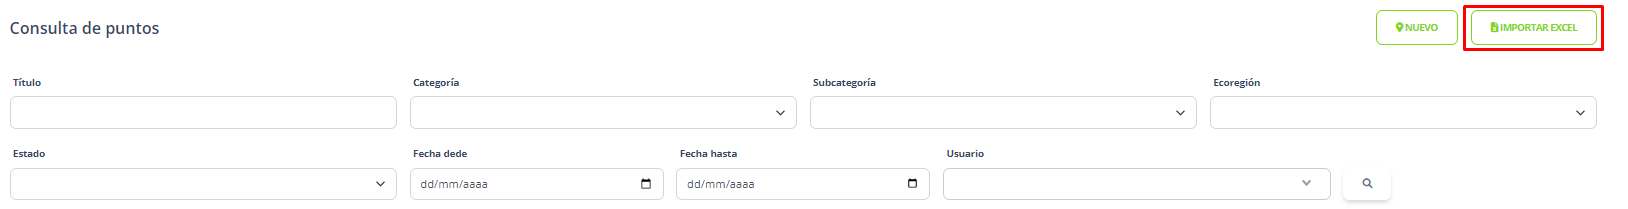 Consulta de puntos
NUEVO
IMPORTAR EXCEL
Título
Categoría
Subcategoría
Ecoregión
Estado
Fecha dede
Fecha hasta
Usuario
dd/mm/aaaa
dd/mm/aaaa